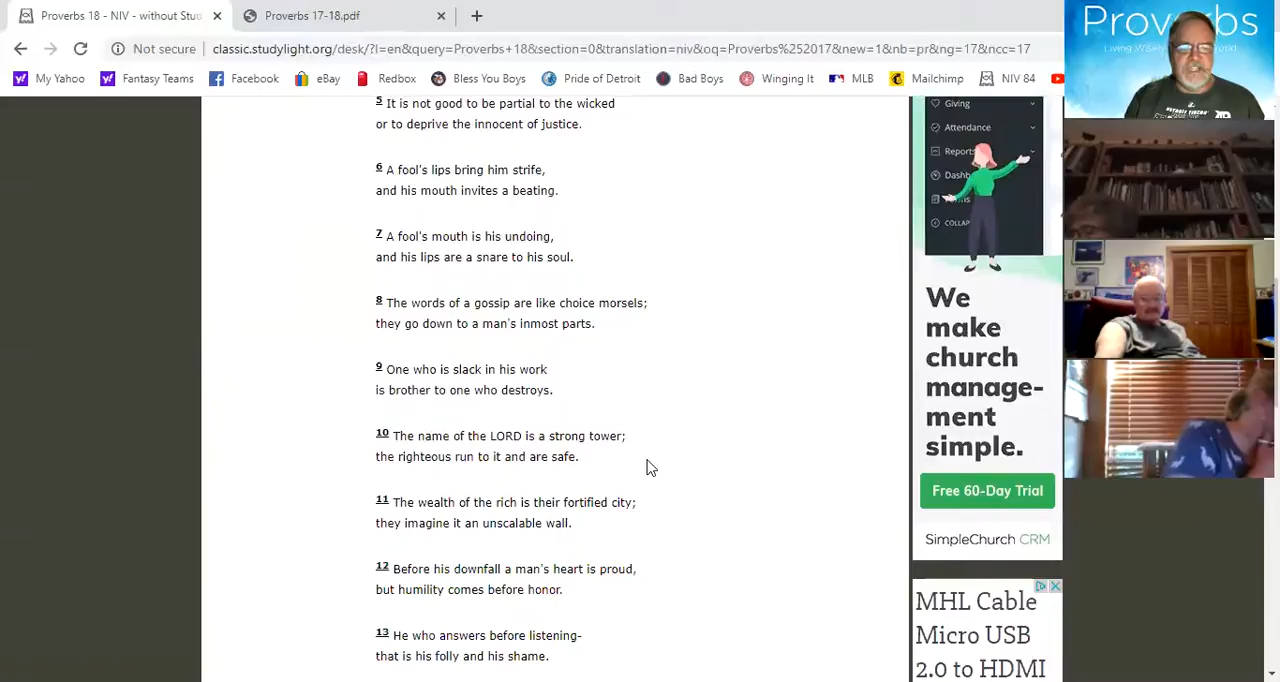 Proverbs 18 - NIV - without Stu
Proverbs 17-18.pdf
Not secure
classic.studylight.org/desk/?l=en&query=Proverbs+18&section=0&translation=niv&oq=Proverbs%252017&new=1&nb=pr&ng=17&ncc=17
My Yahoo
Fantasy Teams
Facebook
eBay
Redbox
Bless You Boys
Pride of Detroit
Bad Boys
Winging It
MLB
Mailchimp
NIV 84
5 It is not good to be partial to the wicked
or to deprive the innocent of justice.
6 A fool's lips bring him strife,
and his mouth invites a beating.
7 A fool's mouth is his undoing,
and his lips are a snare to his soul.
8 The words of a gossip are like choice morsels;
they go down to a man's inmost parts.
9 One who is slack in his work
is brother to one who destroys.
10 The name of the LORD is a strong tower;
the righteous run to it and are safe.
11 The wealth of the rich is their fortified city;
they imagine it an unscalable wall.
12 Before his downfall a man's heart is proud,
but humility comes before honor.
13 He who answers before listening-
that is his folly and his shame.
Giving
Attendance
Report
Dashb
COLLAP
We
make
church
manage-
ment
simple.
Free 60-Day Trial
SimpleChurch CRM
MHL Cable
Micro USB
2.0 to HDMI
Proverbs